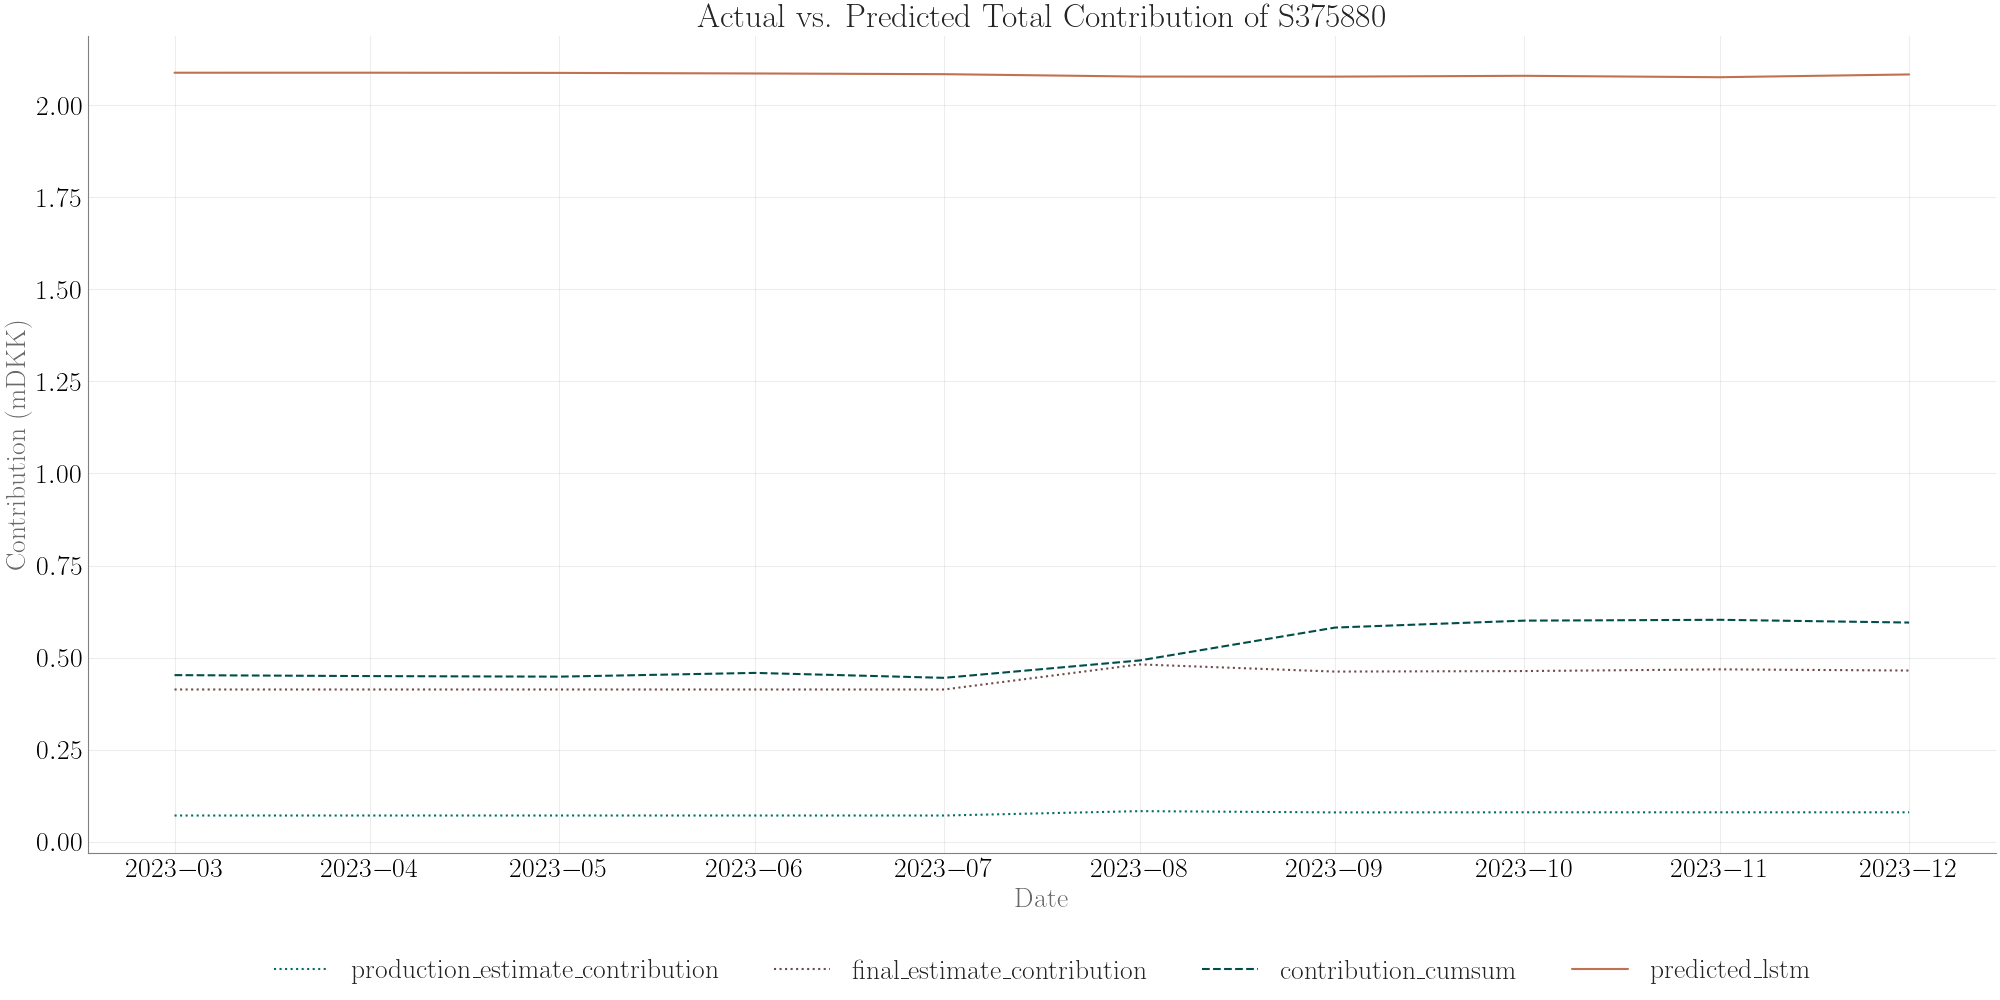 Actual vs. Predicted Total Contribution of S375880
Contribution (mDKK)
2.00
1.75
1.50
1.25
1.00
0.75
0.50
0.25
0.00
2023−03 2023−04 2023−05 2023−06 2023−07 2023−08 2023−09 2023−10 2023−11 2023−12
Date
production_estimate_contribution final_estimate_contribution contribution_cumsum predicted_lstm